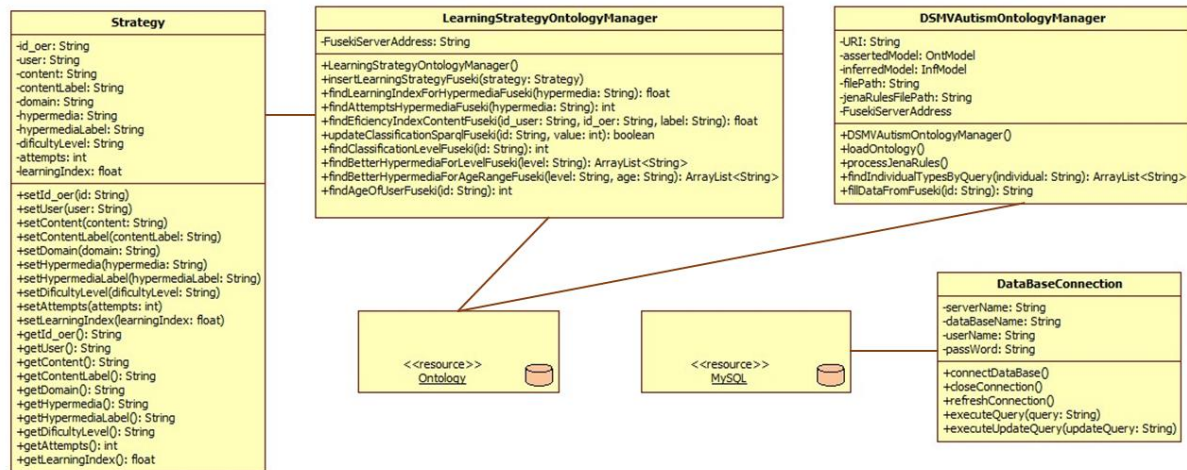 Strategy
-id_oer: String
-user: String
-content: String
-contentLabel: String
-domain: String
-hypermedia: String
-hypermediaLabel: String
-dificultyLevel: String
-attempts: int
-learningIndex: float
+setId_oer(id: String)
+setUser(user: String)
+setContent(content: String)
+setContentLabel(contentLabel: String)
+setDomain(domain: String)
+setHypermedia(hypermedia: String)
+setHypermediaLabel(hypermediaLabel: String)
+setDificultyLevel(dificultyLevel: String)
+setAttempts(attempts: int)
+setLearningIndex(learningIndex: float)
+getId_oer(): String
+getUser(): String
+getContent(): String
+getContentLabel(): String
+getDomain(): String
+getHypermedia(): String
+getHypermediaLabel(): String
+getDificultyLevel(): String
+getAttempts(): int
+getLearningIndex(): float
LearningStrategyOntologyManager
-FusekiServerAddress: String
+LearningStrategyOntologyManager()
+insertLearningStrategyFuseki(strategy: Strategy)
+findLearningIndexForHypermediaFuseki(hypermedia: String): float
+findAttemptsHypermediaFuseki(hypermedia: String): int
+findEficiencyIndexContentFuseki(id_user: String, id_oer: String, label: String): float
+updateClassificationSparqlFuseki(id: String, value: int): boolean
+findClassificationLevelFuseki(id: String): int
+findBetterHypermediaForLevelFuseki(level: String): ArrayList<String>
+findBetterHypermediaForAgeRangeFuseki(level: String, age: String): ArrayList<String>
+findAgeOfUserFuseki(id: String): int
DSMVAutismOntologyManager
-URI: String
-assertedModel: OntModel
-inferredModel: InfModel
-filePath: String
-jenaRulesFilePath: String
-FusekiServerAddress
+DSMVAutismOntologyManager()
+loadOntology()
+processJenaRules()
+findIndividualTypesByQuery(individual: String): ArrayList<String>
+fillDataFromFuseki(id: String): String
<<resource>>
Ontology
<<resource>>
MySQL
DataBaseConnection
-serverName: String
-dataBaseName: String
-userName: String
-passWord: String
+connectDataBase()
+closeConnection()
+refreshConnection()
+executeQuery(query: String)
+executeUpdateQuery(updateQuery: String)